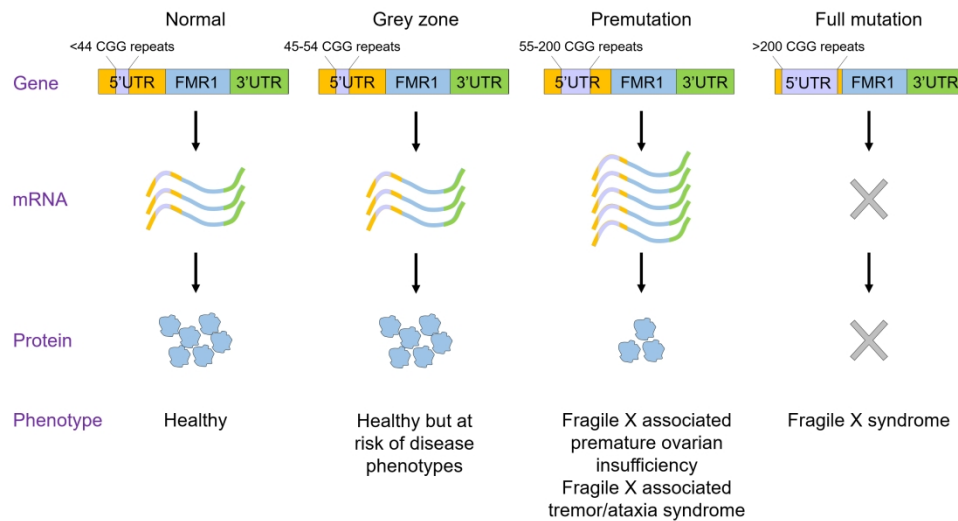 Normal
Grey zone
Premutation
Full mutation
<44 CGG repeats
45-54 CGG repeats
55-200 CGG repeats
>200 CGG repeats
Gene
5'UTR FMR1 3'UTR
5'UTR FMR1 3'UTR
5'UTR FMR1 3'UTR
5'UTR FMR1 3'UTR
mRNA
Protein
Phenotype
Healthy
Healthy but at
risk of disease
phenotypes
Fragile X associated
premature ovarian
insufficiency
Fragile X associated
tremor/ataxia syndrome
Fragile X syndrome